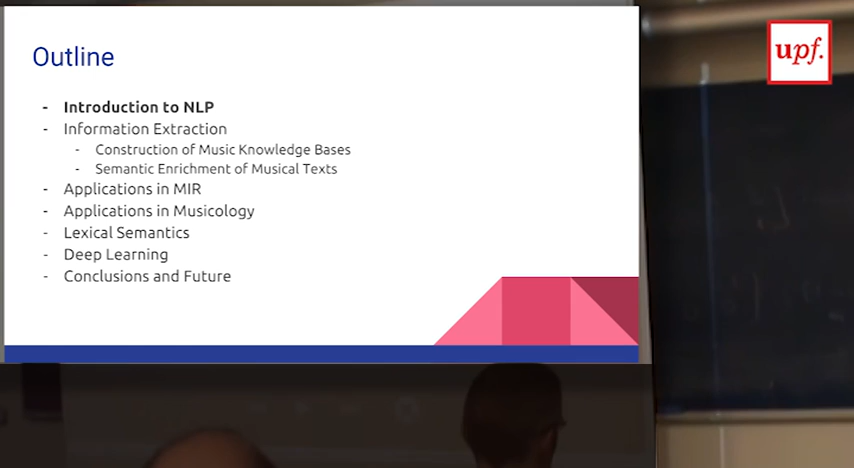 Outline
- Introduction to NLP
- Information Extraction
- Construction of Music Knowledge Bases
- Semantic Enrichment of Musical Texts
- Applications in MIR
- Applications in Musicology
- Lexical Semantics
- Deep Learning
- Conclusions and Future
upf.